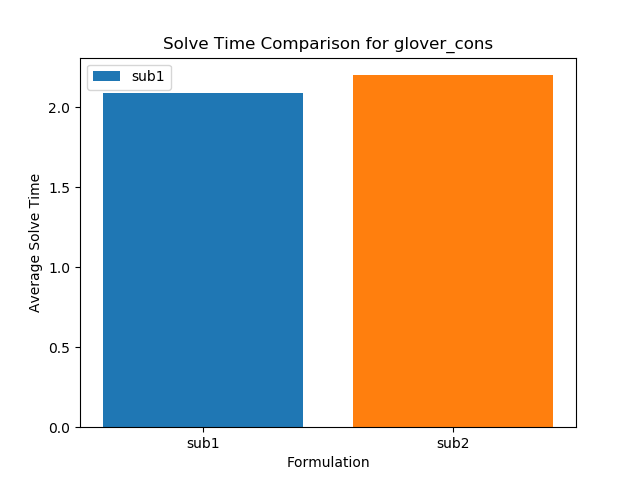 Solve Time Comparison for glover_cons
sub1
Average Solve Time
2.0
1.5
1.0
0.5
0.0
sub1
sub2
Formulation